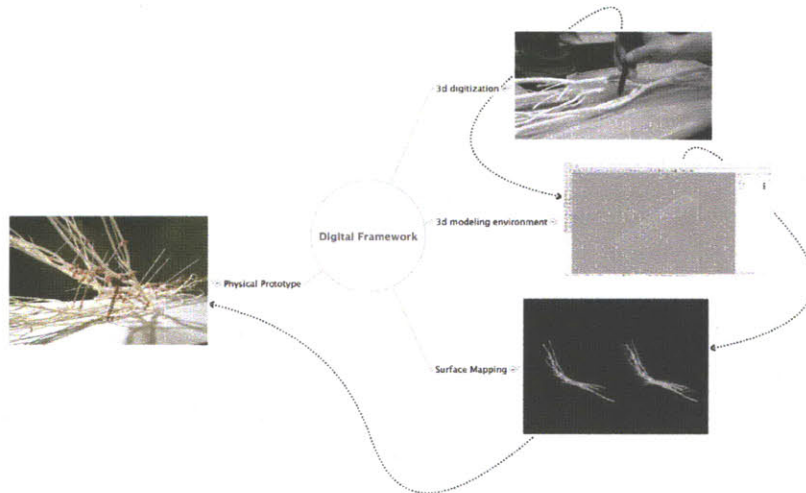 3d digitization
3d modeling environment
Digital Framework
Physical Prototype
Surface Mapping